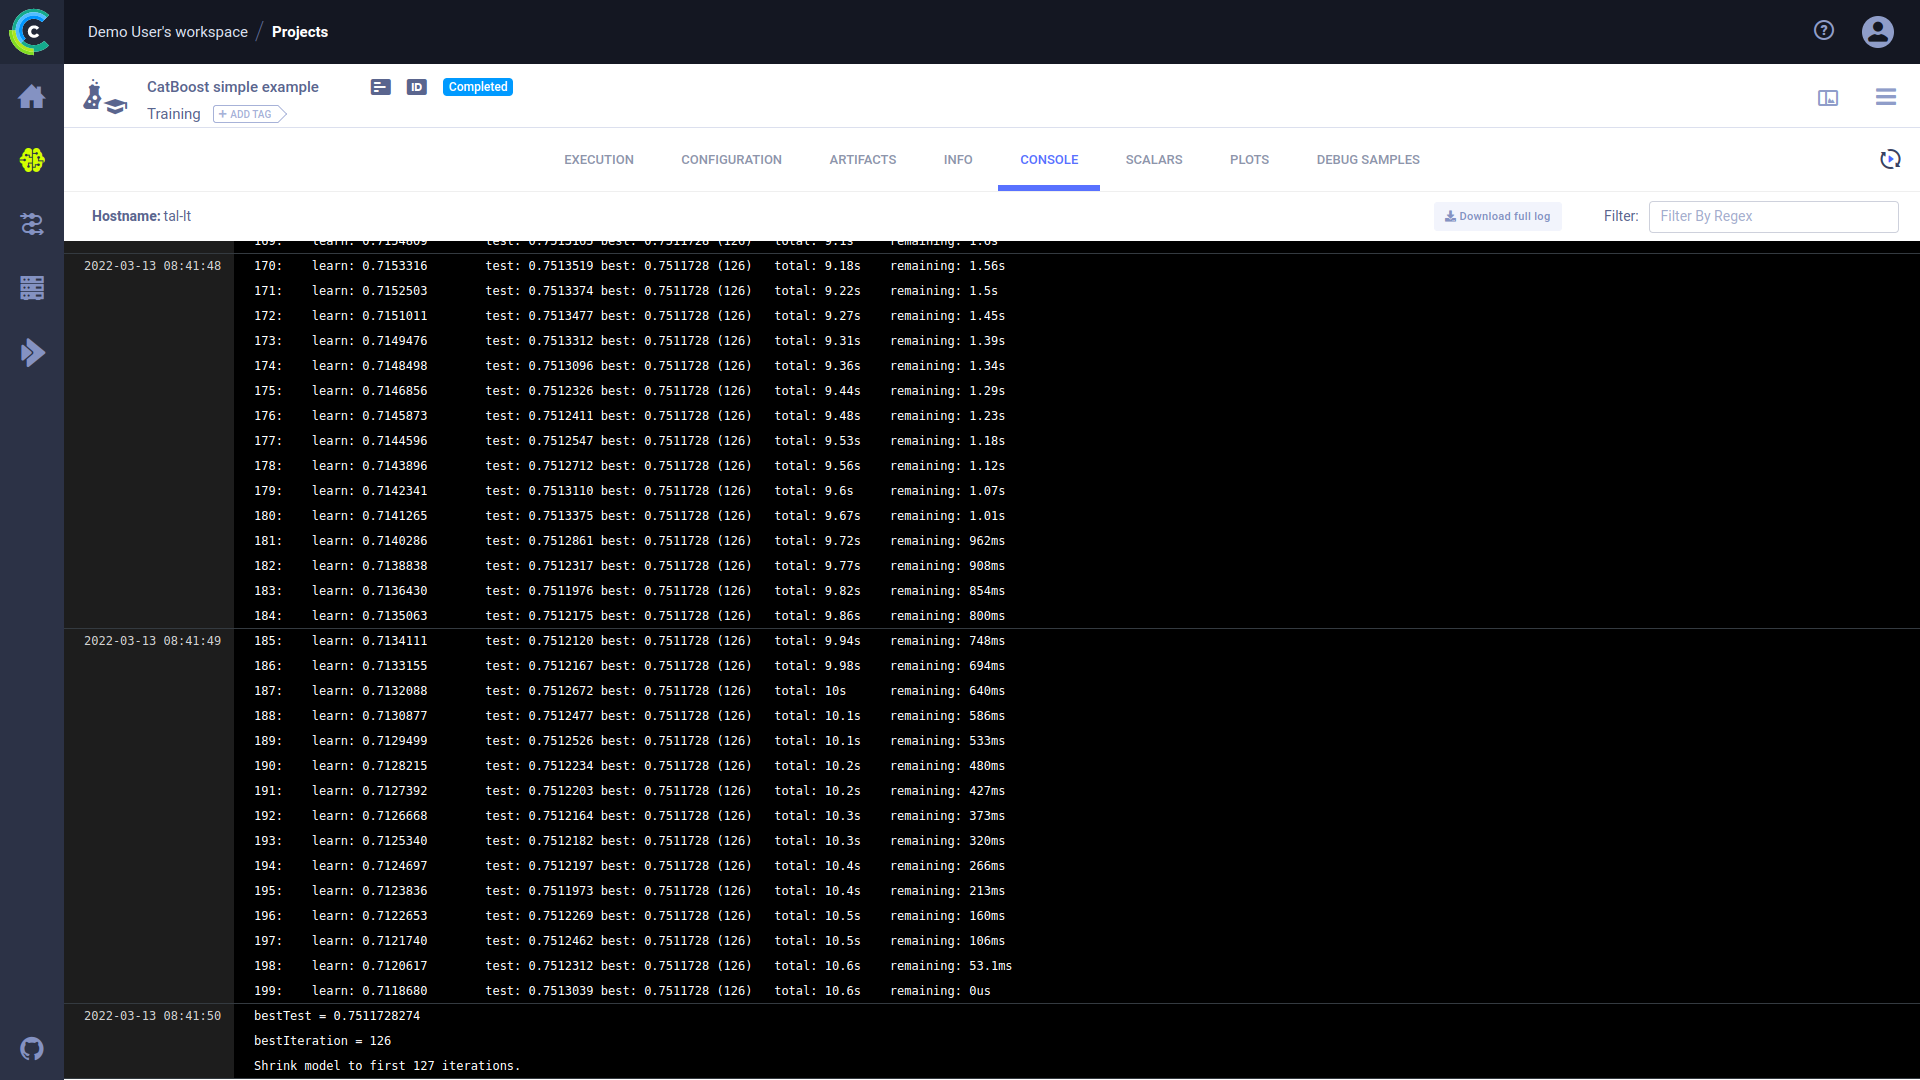 Demo User's workspace / Projects
CatBoost simple example ID Completed
Training + ADD TAG
EXECUTION CONFIGURATION ARTIFACTS INFO CONSOLE SCALARS PLOTS DEBUG SAMPLES
Hostname: tal-lt Download full log Filter: Filter By Regex
169: learn: 0.7154809 test: 0.7513165 best: 0.7511728 (126) total: 9.1s remaining: 1.6s
2022-03-13 08:41:48 170: learn: 0.7153316 test: 0.7513519 best: 0.7511728 (126) total: 9.18s remaining: 1.56s
171: learn: 0.7152503 test: 0.7513374 best: 0.7511728 (126) total: 9.22s remaining: 1.5s
172: learn: 0.7151011 test: 0.7513477 best: 0.7511728 (126) total: 9.27s remaining: 1.45s
173: learn: 0.7149476 test: 0.7513312 best: 0.7511728 (126) total: 9.31s remaining: 1.39s
174: learn: 0.7148498 test: 0.7513096 best: 0.7511728 (126) total: 9.36s remaining: 1.34s
175: learn: 0.7146856 test: 0.7512326 best: 0.7511728 (126) total: 9.44s remaining: 1.29s
176: learn: 0.7145873 test: 0.7512411 best: 0.7511728 (126) total: 9.48s remaining: 1.23s
177: learn: 0.7144596 test: 0.7512547 best: 0.7511728 (126) total: 9.53s remaining: 1.18s
178: learn: 0.7143896 test: 0.7512712 best: 0.7511728 (126) total: 9.56s remaining: 1.12s
179: learn: 0.7142341 test: 0.7513110 best: 0.7511728 (126) total: 9.6s remaining: 1.07s
180: learn: 0.7141265 test: 0.7513375 best: 0.7511728 (126) total: 9.67s remaining: 1.01s
181: learn: 0.7140286 test: 0.7512861 best: 0.7511728 (126) total: 9.72s remaining: 962ms
182: learn: 0.7138838 test: 0.7512317 best: 0.7511728 (126) total: 9.77s remaining: 908ms
183: learn: 0.7136430 test: 0.7511976 best: 0.7511728 (126) total: 9.82s remaining: 854ms
184: learn: 0.7135063 test: 0.7512175 best: 0.7511728 (126) total: 9.86s remaining: 800ms
2022-03-13 08:41:49 185: learn: 0.7134111 test: 0.7512120 best: 0.7511728 (126) total: 9.94s remaining: 748ms
186: learn: 0.7133155 test: 0.7512167 best: 0.7511728 (126) total: 9.98s remaining: 694ms
187: learn: 0.7132088 test: 0.7512672 best: 0.7511728 (126) total: 10s remaining: 640ms
188: learn: 0.7130877 test: 0.7512477 best: 0.7511728 (126) total: 10.1s remaining: 586ms
189: learn: 0.7129499 test: 0.7512526 best: 0.7511728 (126) total: 10.1s remaining: 533ms
190: learn: 0.7128215 test: 0.7512234 best: 0.7511728 (126) total: 10.2s remaining: 480ms
191: learn: 0.7127392 test: 0.7512203 best: 0.7511728 (126) total: 10.2s remaining: 427ms
192: learn: 0.7126668 test: 0.7512164 best: 0.7511728 (126) total: 10.3s remaining: 373ms
193: learn: 0.7125340 test: 0.7512182 best: 0.7511728 (126) total: 10.3s remaining: 320ms
194: learn: 0.7124697 test: 0.7512197 best: 0.7511728 (126) total: 10.4s remaining: 266ms
195: learn: 0.7123836 test: 0.7511973 best: 0.7511728 (126) total: 10.4s remaining: 213ms
196: learn: 0.7122653 test: 0.7512269 best: 0.7511728 (126) total: 10.5s remaining: 160ms
197: learn: 0.7121740 test: 0.7512462 best: 0.7511728 (126) total: 10.5s remaining: 106ms
198: learn: 0.7120617 test: 0.7512312 best: 0.7511728 (126) total: 10.6s remaining: 53.1ms
199: learn: 0.7118680 test: 0.7513039 best: 0.7511728 (126) total: 10.6s remaining: 0us
2022-03-13 08:41:50 bestTest = 0.7511728274
bestIteration = 126
Shrink model to first 127 iterations.